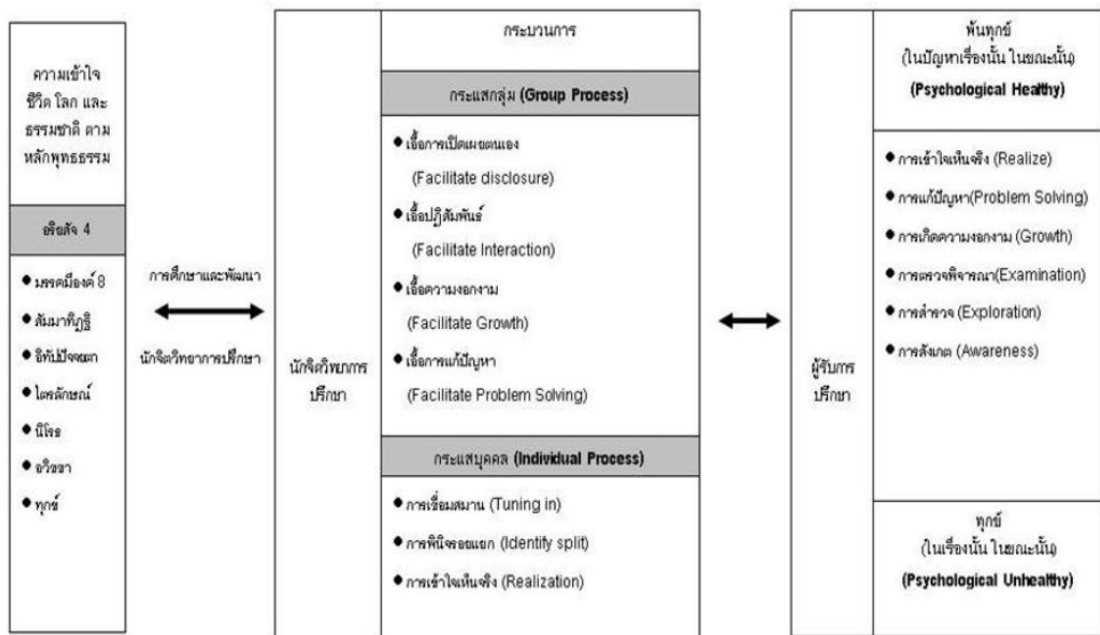 ความเข้าใจ
ชีวิต โลก และ
ธรรมชาติ ตาม
หลักพุทธธรรม
อริยสัจ 4
● มรรคมีองค์ 8
● สัมมาทิฏฐิ
● อิทัปปัจจยตา
● ไตรลักษณ์
● นิโรธ
● อวิชชา
● ทุกข์
การศึกษาและพัฒนา
นักจิตวิทยาการปรึกษา
นักจิตวิทยาการ
ปรึกษา
กระบวนการ
กระแสกลุ่ม (Group Process)
● เอื้อการเปิดเผยตนเอง
(Facilitate disclosure)
● เอื้อปฏิสัมพันธ์
(Facilitate Interaction)
● เอื้อความงอกงาม
(Facilitate Growth)
● เอื้อการแก้ปัญหา
(Facilitate Problem Solving)
กระแสบุคคล (Individual Process)
● การเชื่อมสมาน (Tuning in)
● การพินิจรอยแยก (Identify split)
● การเข้าใจเห็นจริง (Realization)
ผู้รับการ
ปรึกษา
พ้นทุกข์
(ในปัญหาเรื่องนั้น ในขณะนั้น)
(Psychological Healthy)
● การเข้าใจเห็นจริง (Realize)
● การแก้ปัญหา(Problem Solving)
● การเกิดความงอกงาม (Growth)
● การตรวจพิจารณา(Examination)
● การสำรวจ (Exploration)
● การสังเกต (Awareness)
ทุกข์
(ในเรื่องนั้น ในขณะนั้น)
(Psychological Unhealthy)